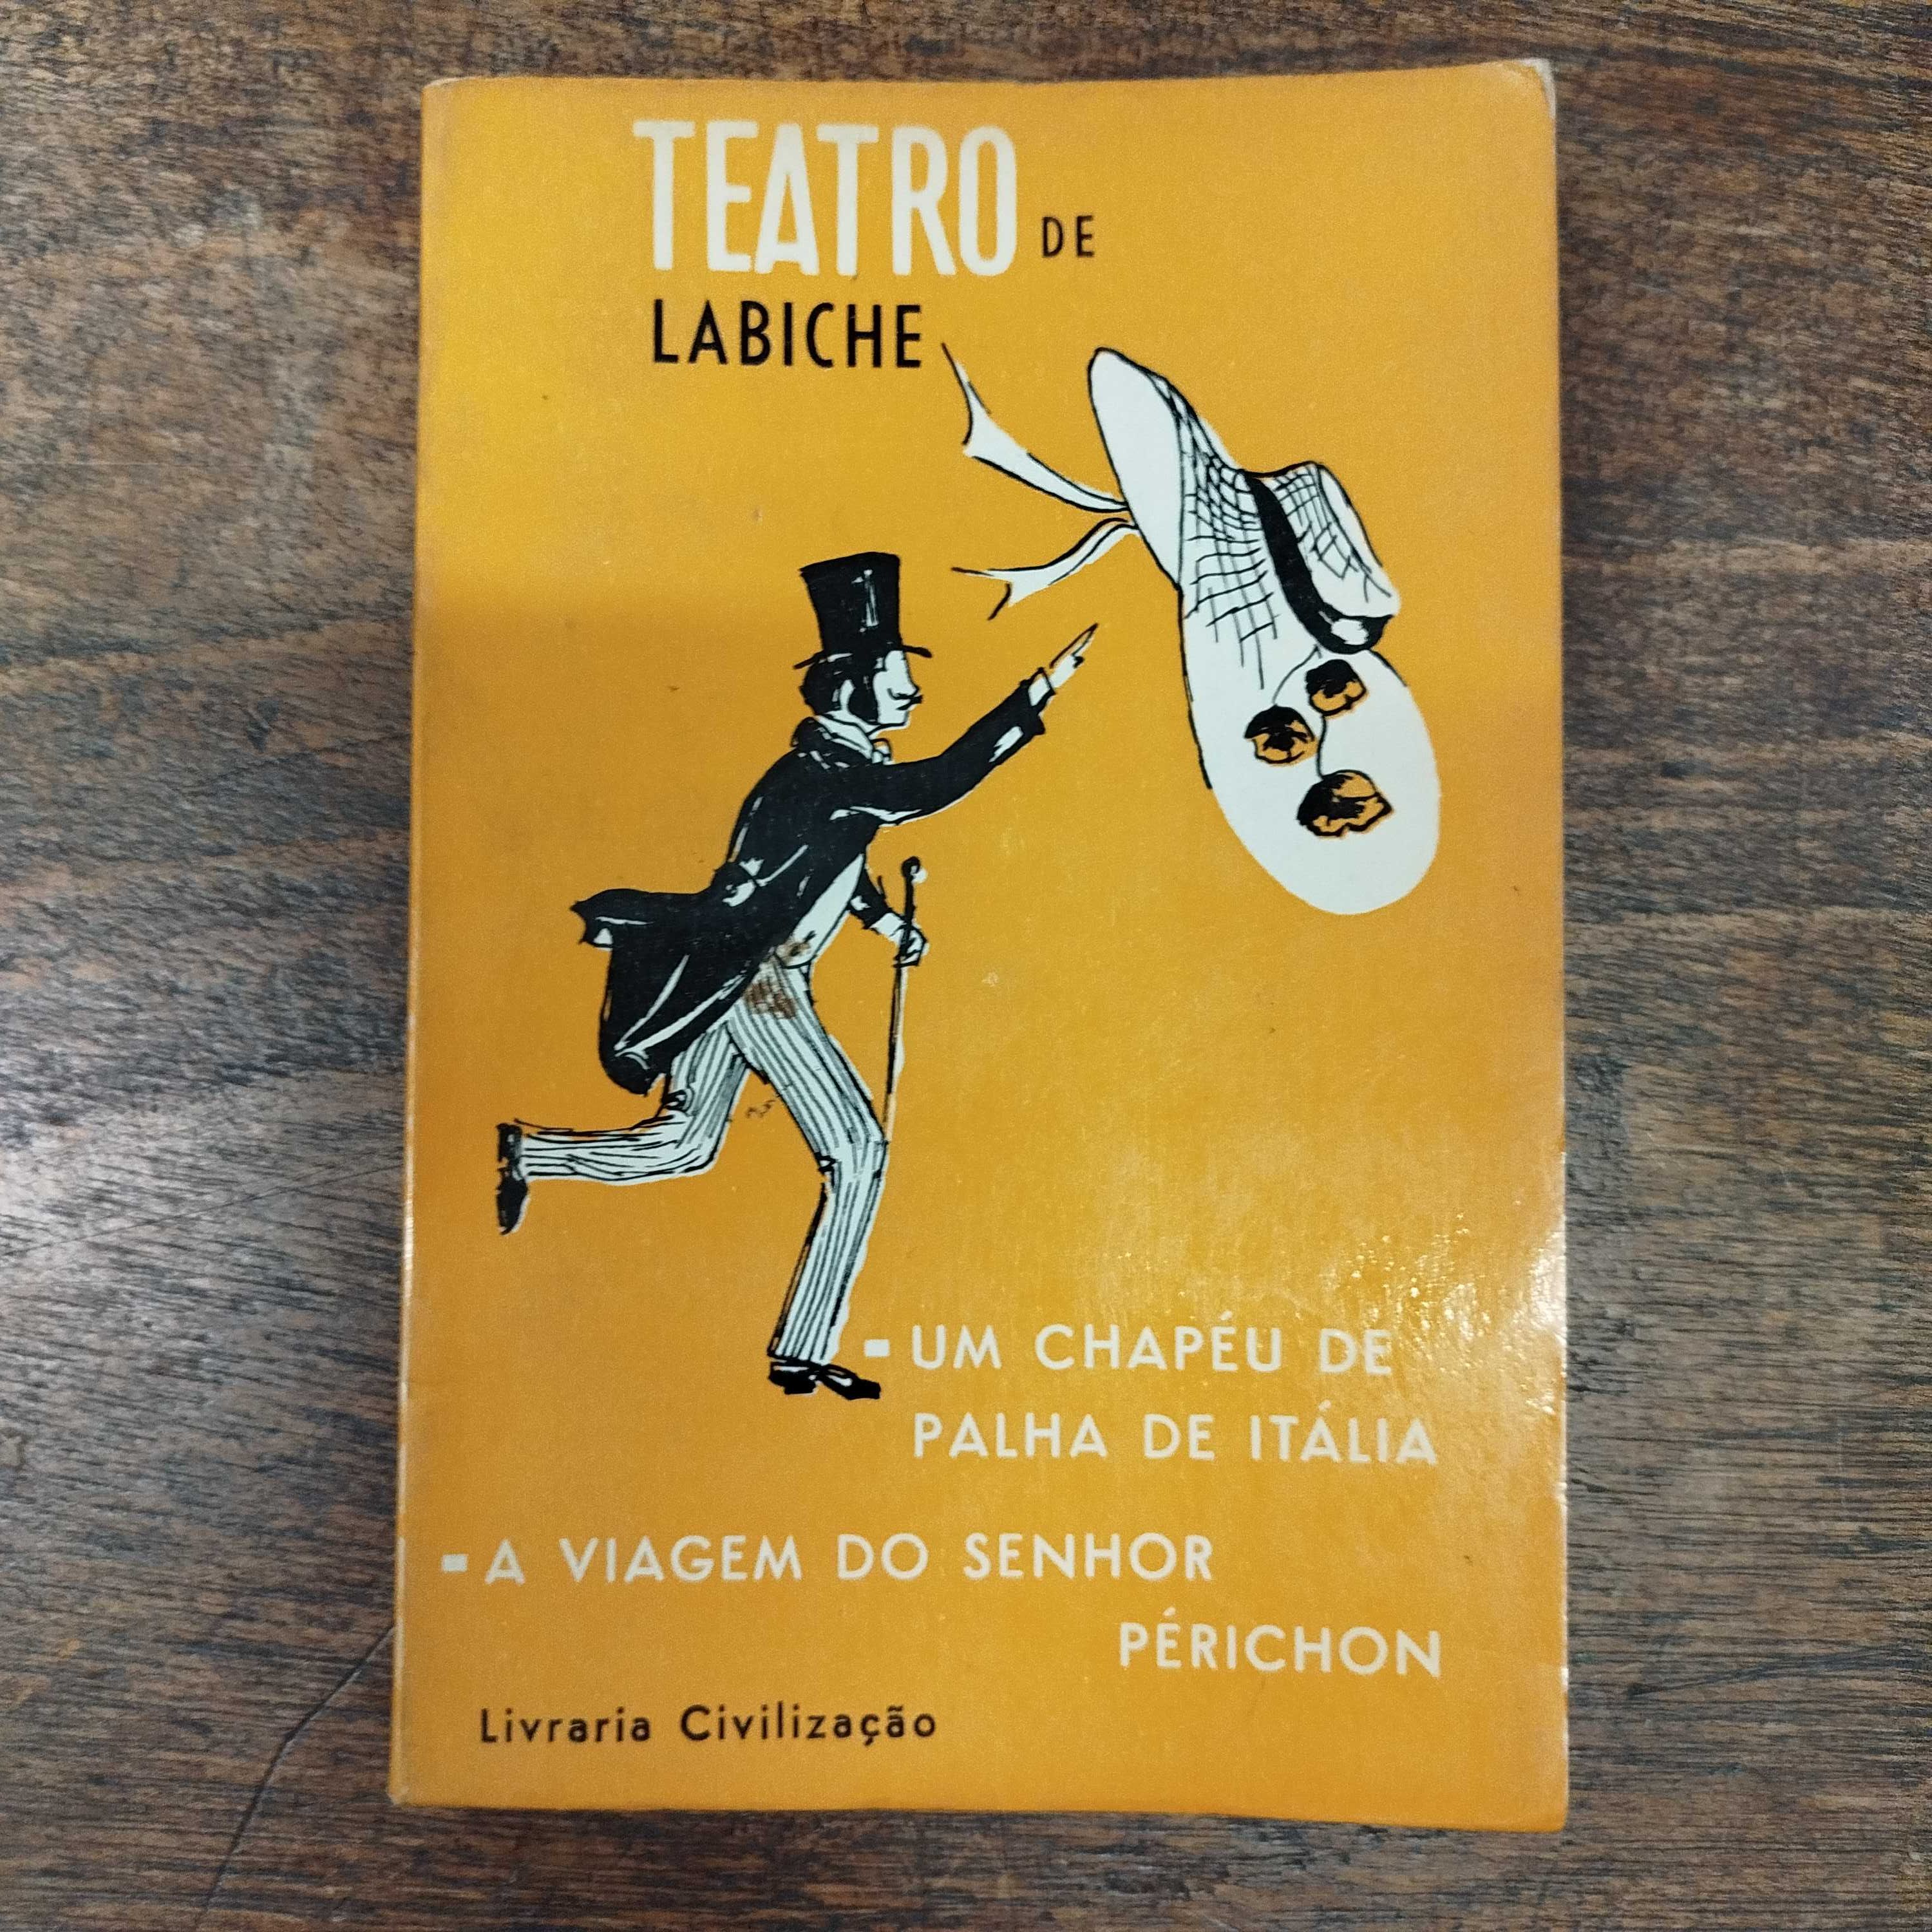 TEATRO DE
LABICHE
UM CHAPÉU DE
PALHA DE ITÁLIA
A VIAGEM DO SENHOR
PÉRICHON
Livraria Civilização